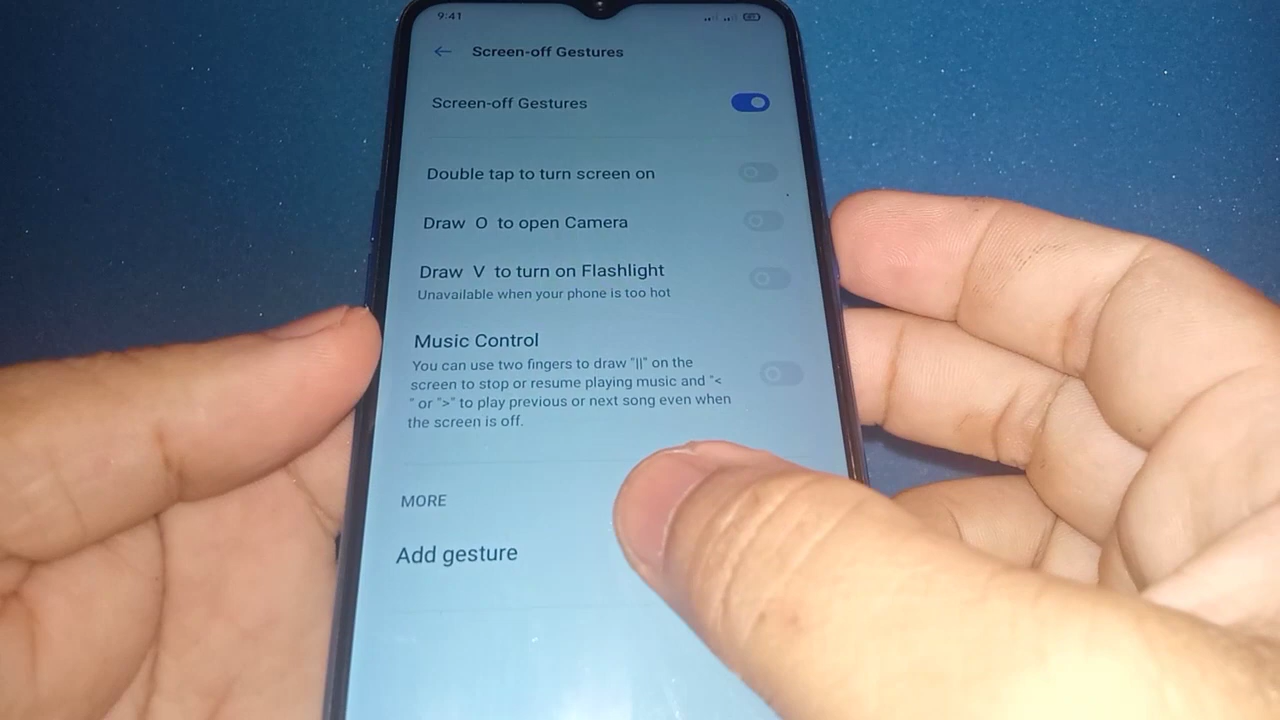 9:41
Screen-off Gestures
Screen-off Gestures
Double tap to turn screen on
Draw O to open Camera
Draw V to turn on Flashlight
Unavailable when your phone is too hot
Music Control
You can use two fingers to draw "||" on the
screen to stop or resume playing music and "<
" or ">" to play previous or next song even when
the screen is off.
MORE
Add gesture